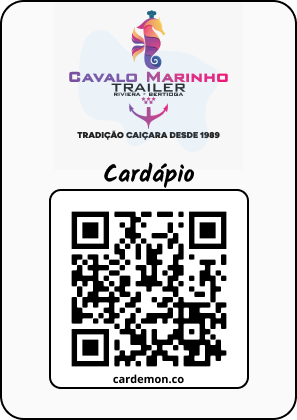 CAVALO MARINHO
TRAILER
RIVIERA - BERTIOGA
TRADIÇÃO CAIÇARA DESDE 1989
Cardápio
cardemon.co